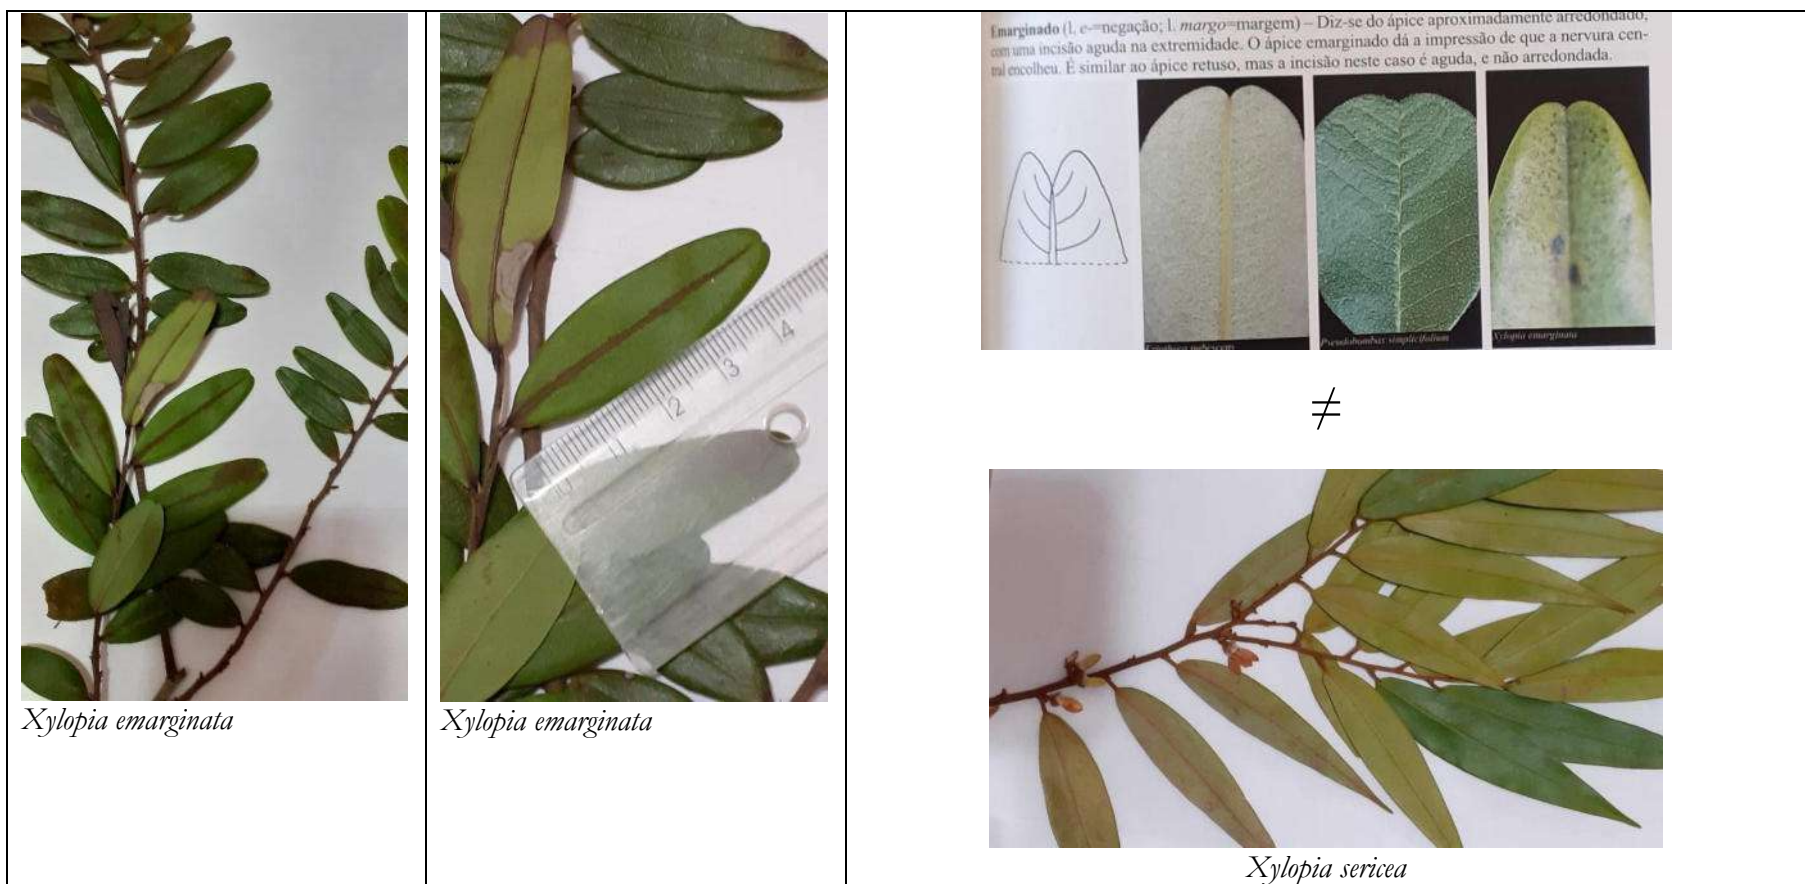 Emarginado (l. e-=negação; l. margo=margem) – Diz-se do ápice aproximadamente arredondado,
com uma incisão aguda na extremidade. O ápice emarginado dá a impressão de que a nervura cen-
tral encolheu. É similar ao ápice retuso, mas a incisão neste caso é aguda, e não arredondada.
Pseudobombax simplicifolium
Xylopia emarginata
≠
0 1 2 3 4
Xylopia emarginata
Xylopia emarginata
Xylopia sericea